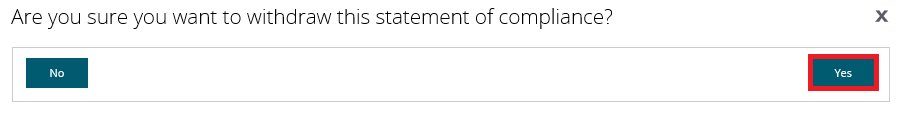 Are you sure you want to withdraw this statement of compliance?
x
No
Yes